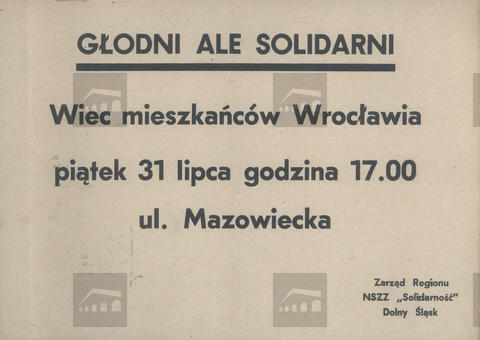 GŁODNI ALE SOLIDARNI
Wiec mieszkańców Wrocławia
piątek 31 lipca godzina 17.00
ul. Mazowiecka
Zarząd Regionu
NSZZ „Solidarność"
Dolny Śląsk